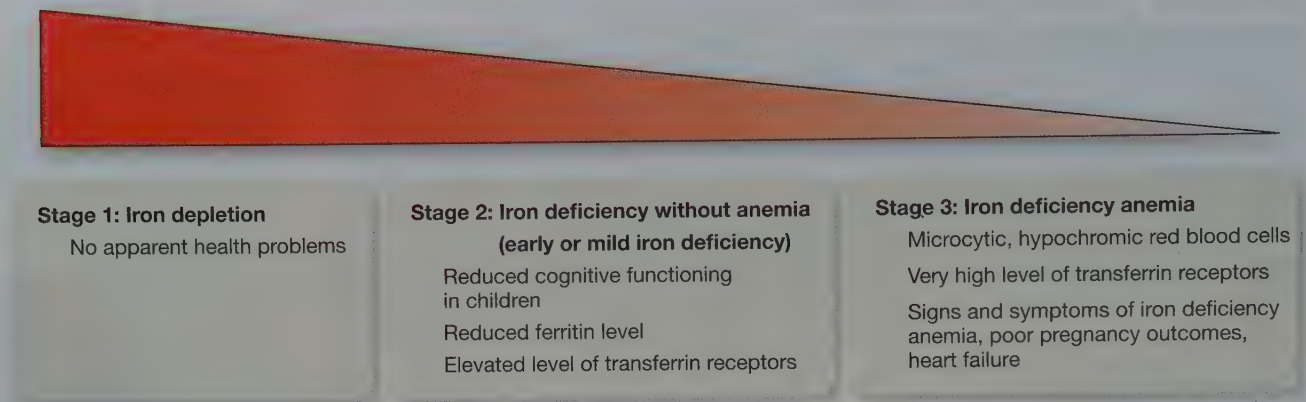 Stage 1: Iron depletion
No apparent health problems
Stage 2: Iron deficiency without anemia
(early or mild iron deficiency)
Reduced cognitive functioning
in children
Reduced ferritin level
Elevated level of transferrin receptors
Stage 3: Iron deficiency anemia
Microcytic, hypochromic red blood cells
Very high level of transferrin receptors
Signs and symptoms of iron deficiency
anemia, poor pregnancy outcomes,
heart failure